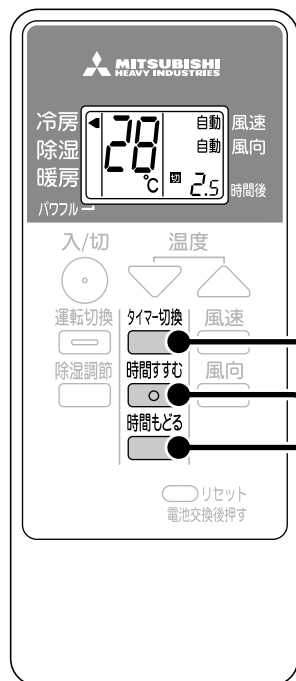 MITSUBISHI
HEAVY INDUSTRIES
冷房 28 自動 風速
除湿 ℃ 自動 風向
暖房 切 2.5 時間後
パワフル
入/切 温度
運転切換 タイマー切換 風速
除湿調節 時間すすむ 風向
時間もどる
リセット
電池交換後押す